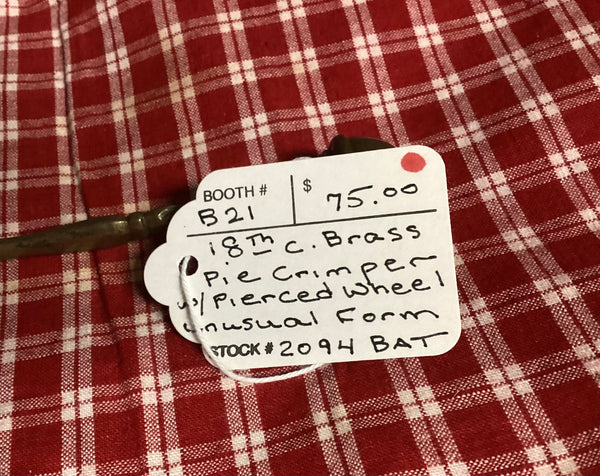 BOOTH # $ 75.00
B21
18TH C. Brass
Pie Crimper
w/ Pierced Wheel
unusual Form
STOCK # 2094 BAT